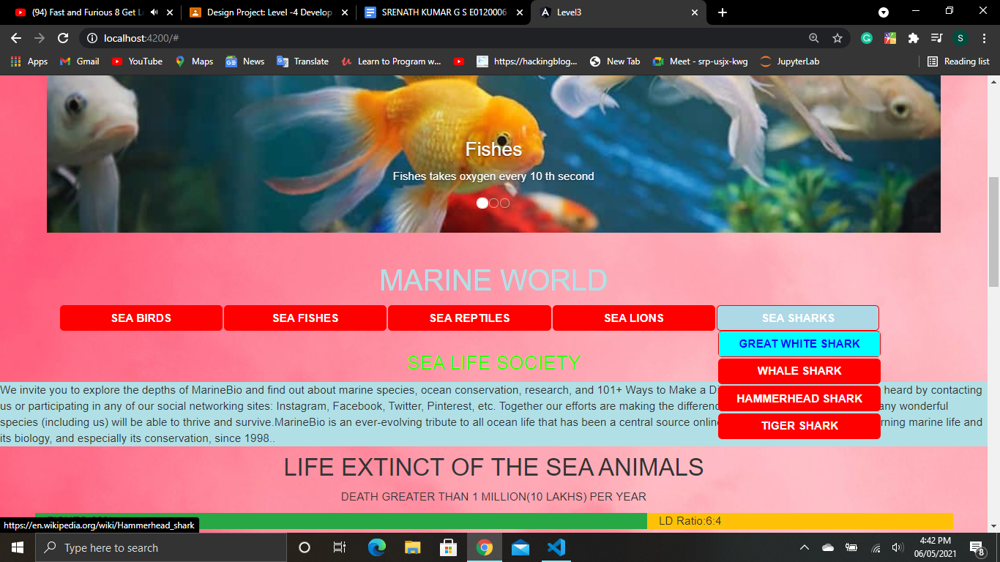 (94) Fast and Furious 8 Get L
Design Project: Level -4 Develop
SRENATH KUMAR G S E0120006
Level3
localhost:4200/#
S
Apps
Gmail
YouTube
Maps
News
Translate
Learn to Program w...
https://hackingblog...
New Tab
Meet - srp-usjx-kwg
JupyterLab
Reading list
Fishes
Fishes takes oxygen every 10 th second
MARINE WORLD
SEA BIRDS
SEA FISHES
SEA REPTILES
SEA LIONS
SEA SHARKS
GREAT WHITE SHARK
WHALE SHARK
HAMMERHEAD SHARK
TIGER SHARK
SEA LIFE SOCIETY
We invite you to explore the depths of MarineBio and find out about marine species, ocean conservation, research, and 101+ Ways to Make a D heard by contacting
us or participating in any of our social networking sites: Instagram, Facebook, Twitter, Pinterest, etc. Together our efforts are making the differenc any wonderful
species (including us) will be able to thrive and survive.MarineBio is an ever-evolving tribute to all ocean life that has been a central source onlin rning marine life and
its biology, and especially its conservation, since 1998..
LIFE EXTINCT OF THE SEA ANIMALS
DEATH GREATER THAN 1 MILLION(10 LAKHS) PER YEAR
LD Ratio:6:4
https://en.wikipedia.org/wiki/Hammerhead_shark
Type here to search
4:42 PM
06/05/2021
8